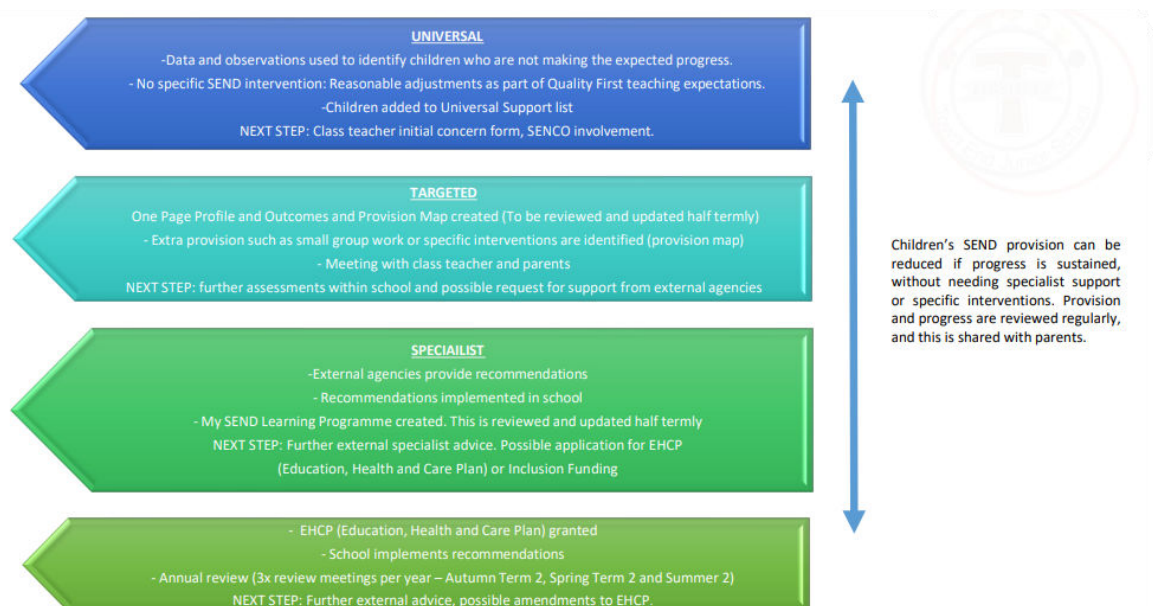 UNIVERSAL
-Data and observations used to identify children who are not making the expected progress.
- No specific SEND intervention: Reasonable adjustments as part of Quality First teaching expectations.
-Children added to Universal Support list
NEXT STEP: Class teacher initial concern form, SENCO involvement.
TARGETED
One Page Profile and Outcomes and Provision Map created (To be reviewed and updated half termly)
- Extra provision such as small group work or specific interventions are identified (provision map)
- Meeting with class teacher and parents
NEXT STEP: further assessments within school and possible request for support from external agencies
SPECIAILIST
-External agencies provide recommendations
- Recommendations implemented in school
- My SEND Learning Programme created. This is reviewed and updated half termly
NEXT STEP: Further external specialist advice. Possible application for EHCP
(Education, Health and Care Plan) or Inclusion Funding
- EHCP (Education, Health and Care Plan) granted
- School implements recommendations
- Annual review (3x review meetings per year – Autumn Term 2, Spring Term 2 and Summer 2)
NEXT STEP: Further external advice, possible amendments to EHCP.
Children's SEND provision can be
reduced if progress is sustained,
without needing specialist support
or specific interventions. Provision
and progress are reviewed regularly,
and this is shared with parents.